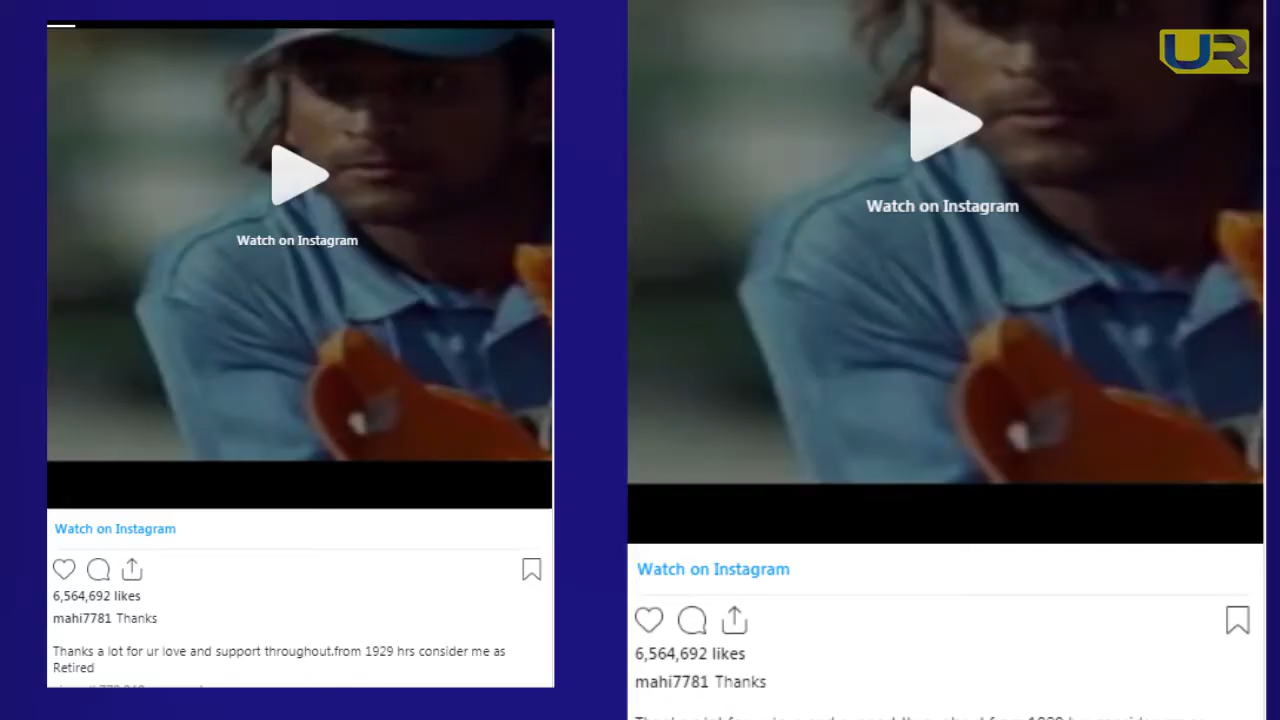 Watch on Instagram
Watch on Instagram
6,564,692 likes
mahi7781 Thanks
Thanks a lot for ur love and support throughout.from 1929 hrs consider me as
Retired
UR
Watch on Instagram
Watch on Instagram
6,564,692 likes
mahi7781 Thanks